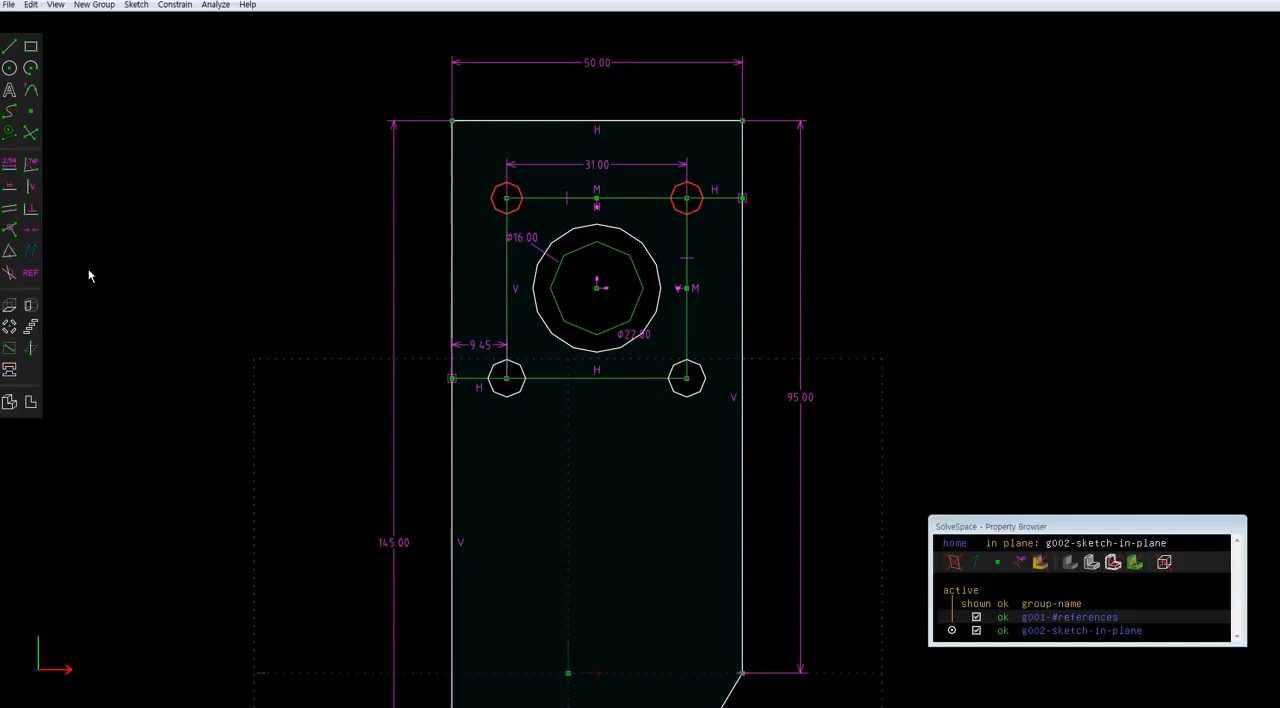 File Edit View New Group Sketch Constrain Analyze Help
50.00
H
31.00
M H
Ø16.00
V M
Ø22.00
9.45
H
H
V
95.00
145.00 V
2.54
H V
REF
SolveSpace - Property Browser
home in plane: g002-sketch-in-plane
active
shown ok group-name
ok g001-#references
ok g002-sketch-in-plane